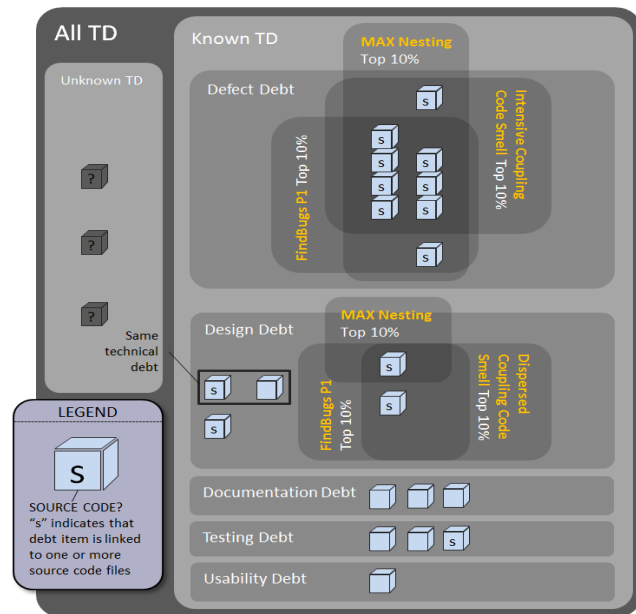 All TD
Known TD
Unknown TD
MAX Nesting
Top 10%
Defect Debt
Intensive Coupling
Code Smell Top 10%
FindBugs P1 Top 10%
S
S
S
S
S
S
S
S
S
?
?
?
Same
technical
debt
Design Debt
MAX Nesting
Top 10%
FindBugs P1
Top 10%
Dispersed
Coupling Code
Smell Top 10%
S
S
S
S
LEGEND
S
SOURCE CODE?
“s” indicates that
debt item is linked
to one or more
source code files
Documentation Debt
Testing Debt
S
Usability Debt